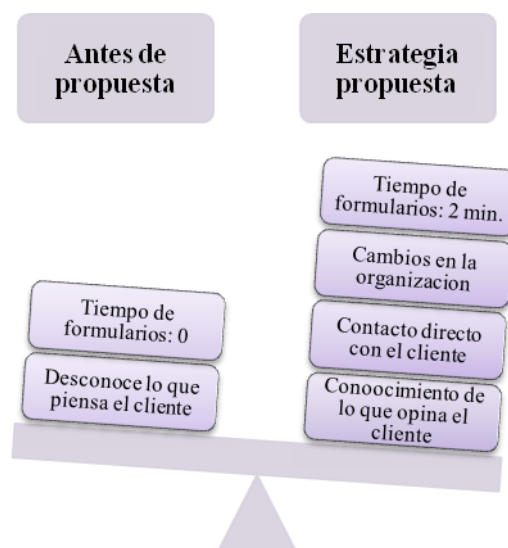 Antes de
propuesta
Estrategia
propuesta
Tiempo de
formularios: 0
Desconoce lo que
piensa el cliente
Tiempo de
formularios: 2 min.
Cambios en la
organizacion
Contacto directo
con el cliente
Conoocimiento de
lo que opina el
cliente